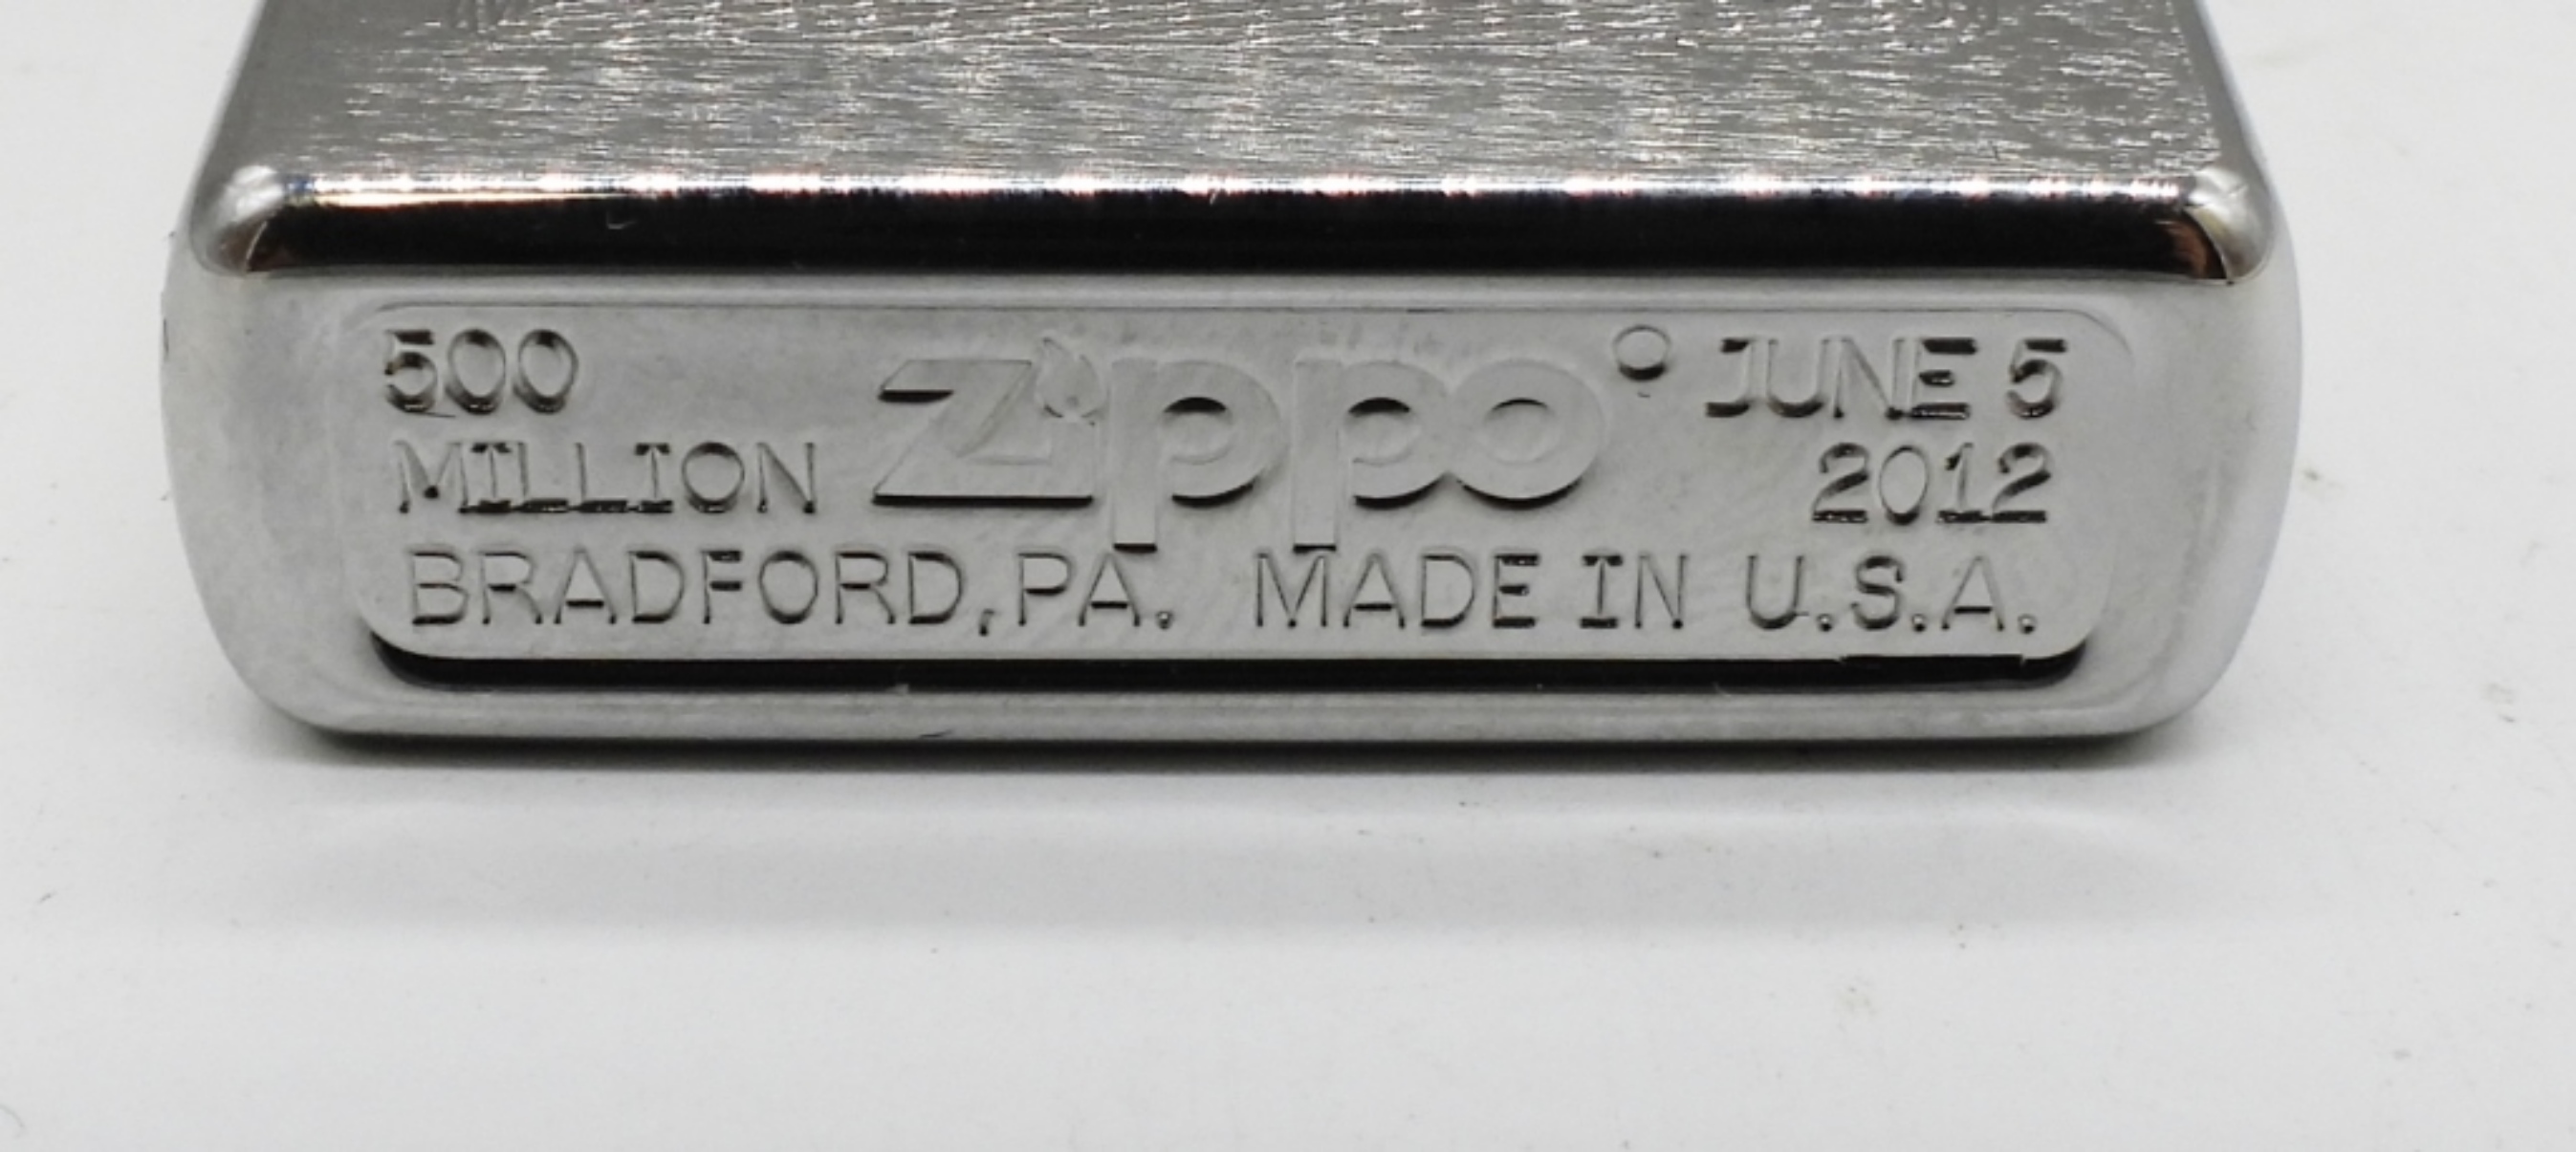 500 Zippo JUNE 5
MILLION 2012
BRADFORD, PA. MADE IN U.S.A.